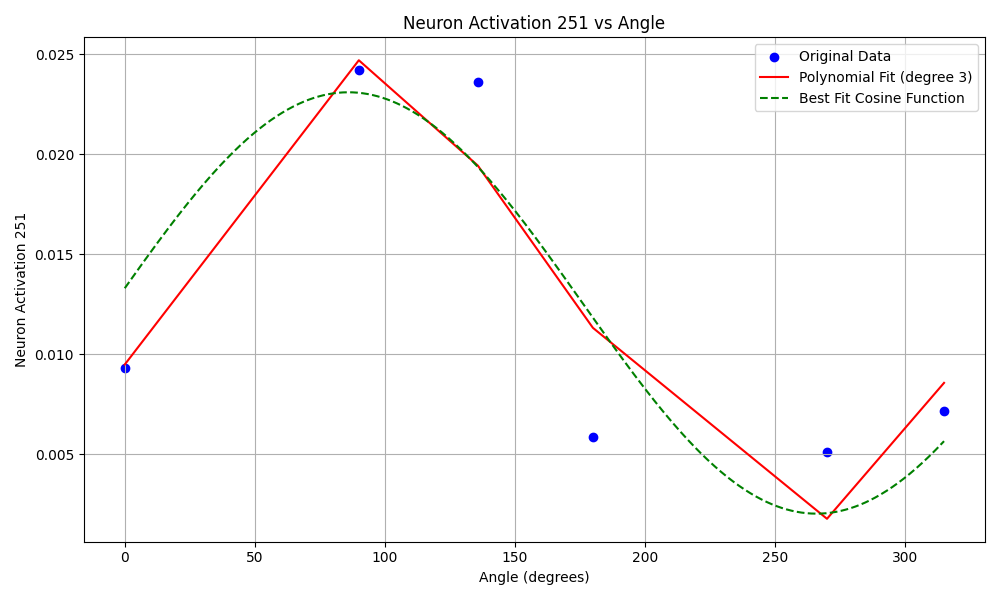 Neuron Activation 251 vs Angle
Original Data
Polynomial Fit (degree 3)
Best Fit Cosine Function
Neuron Activation 251
0.025
0.020
0.015
0.010
0.005
0
50
100
150
200
250
300
Angle (degrees)